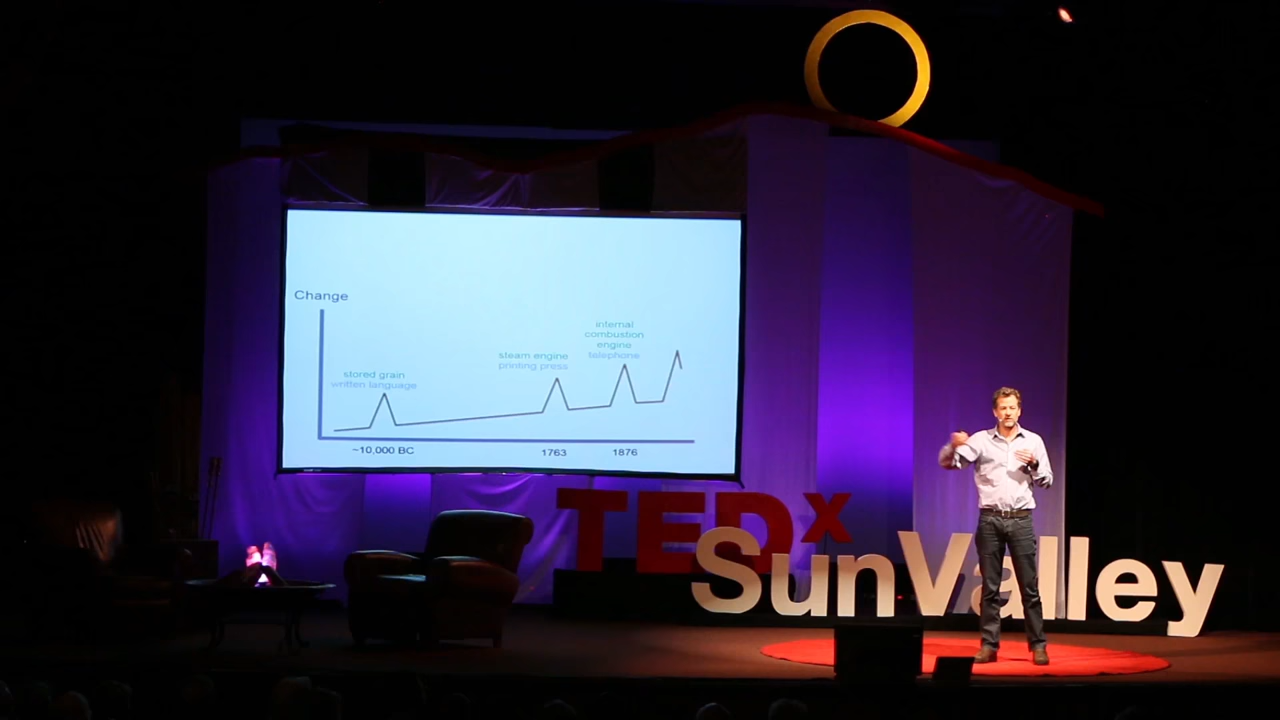 Change
internal
combustion
engine
telephone
steam engine
printing press
stored grain
written language
~10,000 BC
1763
1876
TEDx
SunValley